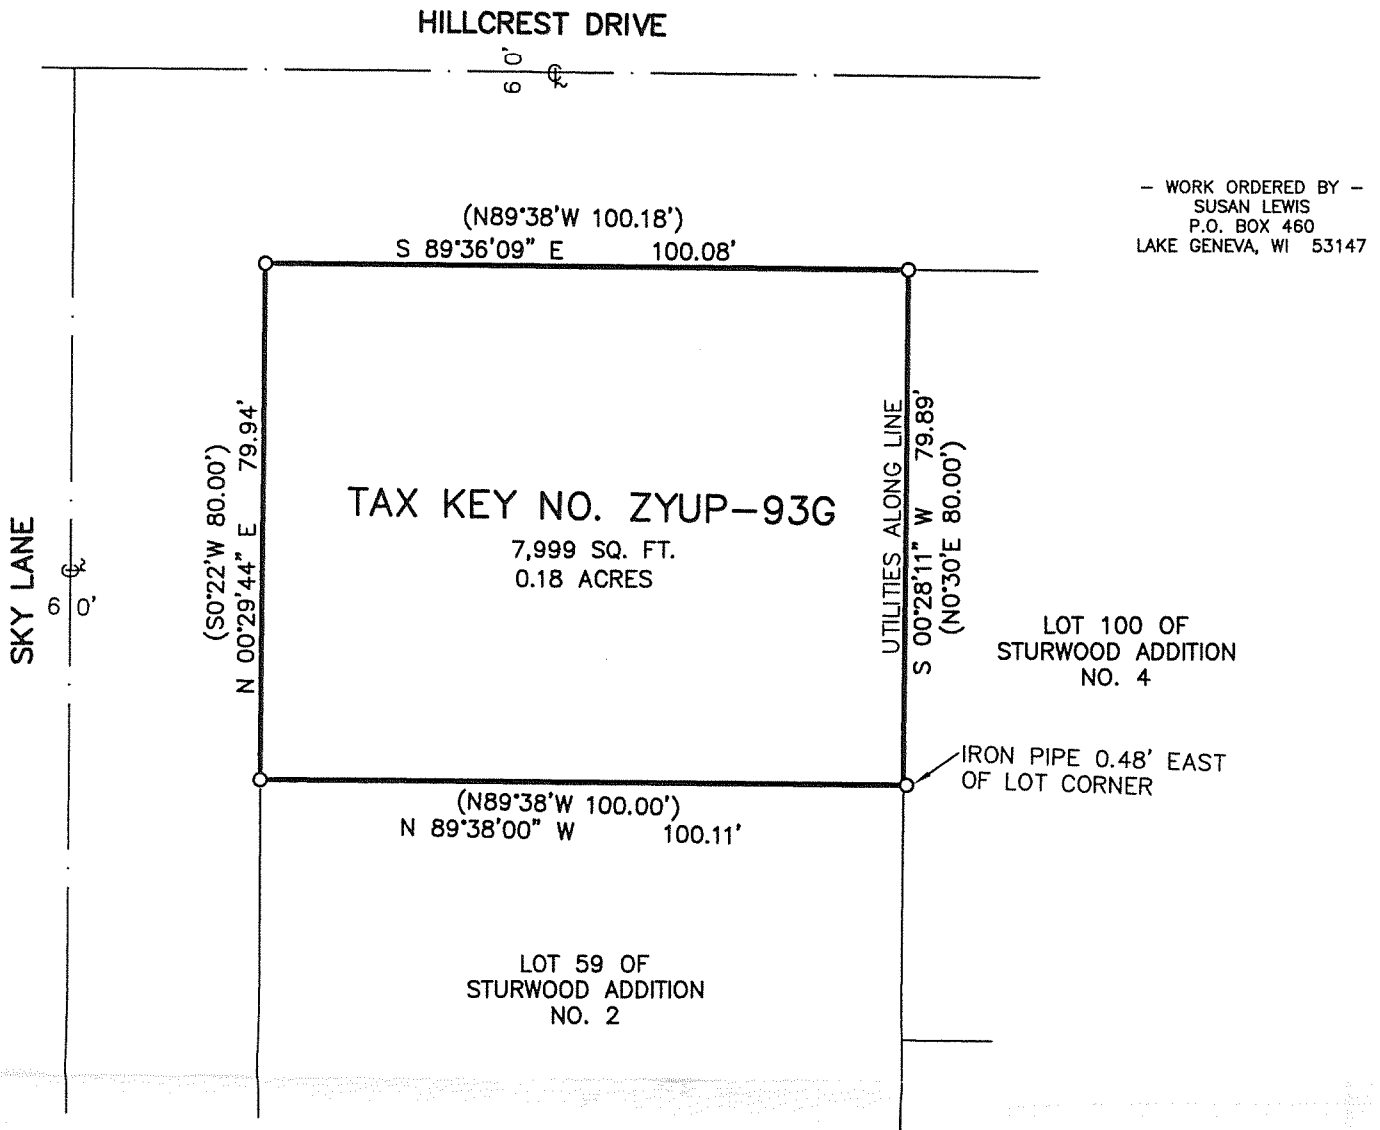 HILLCREST DRIVE
60'
℄
— WORK ORDERED BY —
SUSAN LEWIS
P.O. BOX 460
LAKE GENEVA, WI 53147
(N89°38'W 100.18')
S 89°36'09" E 100.08'
SKY LANE
60'
℄
(S0°22'W 80.00')
N 00°29'44" E 79.94'
TAX KEY NO. ZYUP-93G
7,999 SQ. FT.
0.18 ACRES
UTILITIES ALONG LINE
S 00°28'11" W 79.89'
(N0°30'E 80.00')
LOT 100 OF
STURWOOD ADDITION
NO. 4
IRON PIPE 0.48' EAST
OF LOT CORNER
(N89°38'W 100.00')
N 89°38'00" W 100.11'
LOT 59 OF
STURWOOD ADDITION
NO. 2